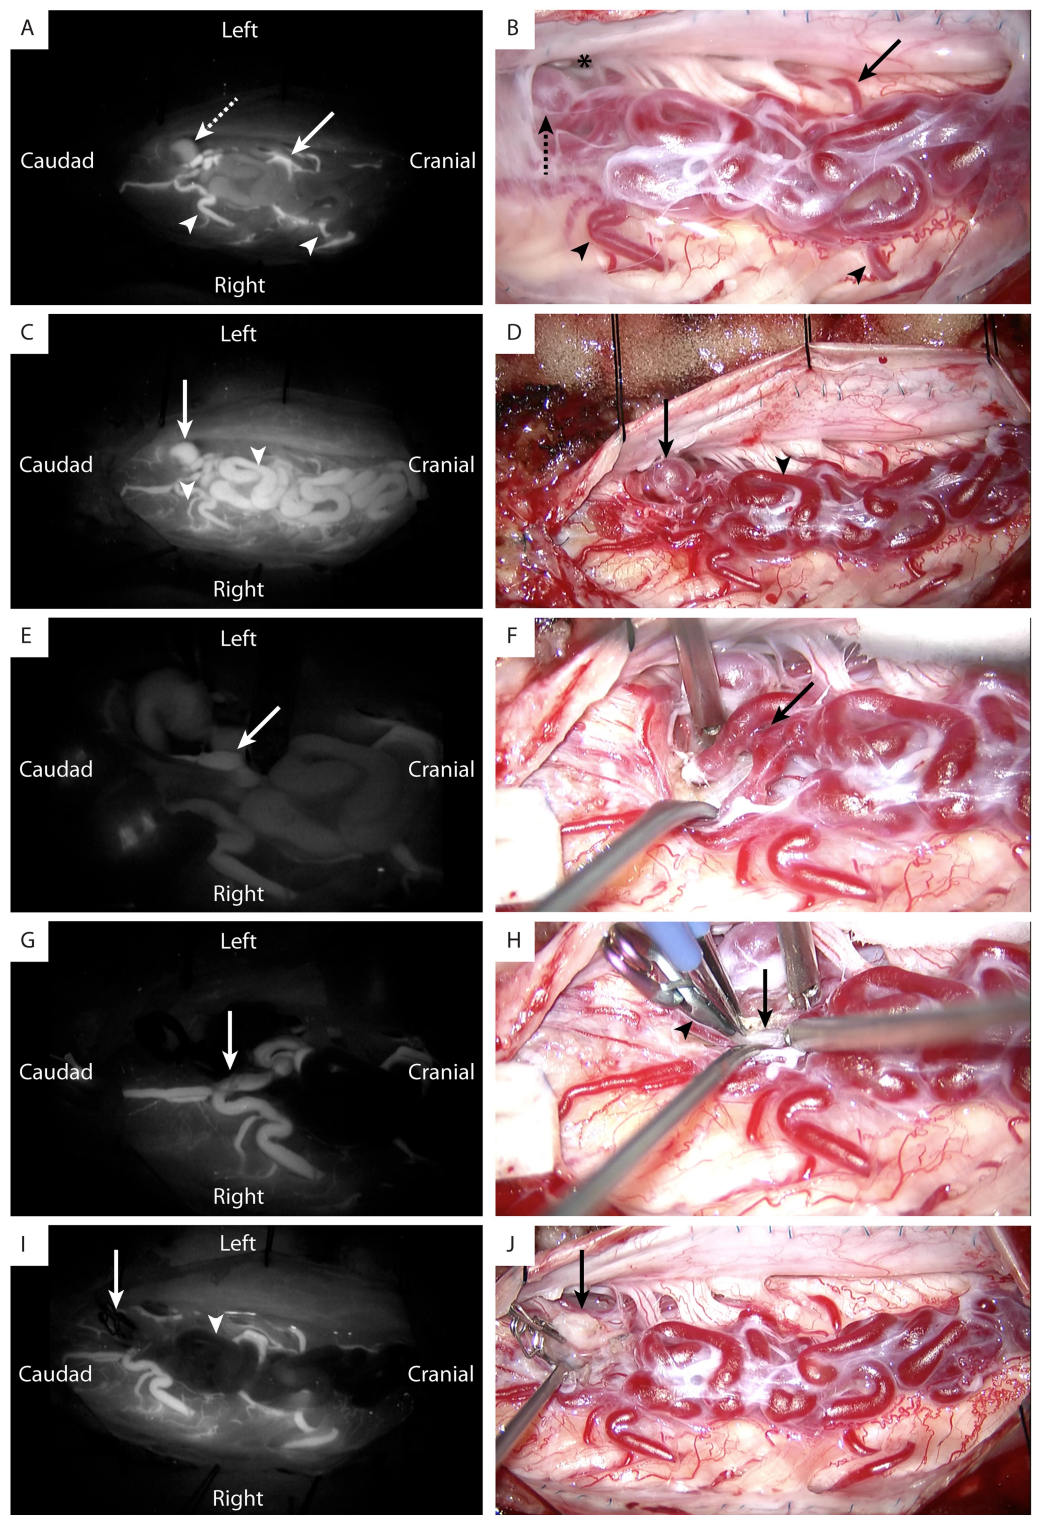 A
Left
Caudad
Cranial
Right
B
*
C
Left
Caudad
Cranial
Right
D
E
Left
Caudad
Cranial
Right
F
G
Left
Caudad
Cranial
Right
H
I
Left
Caudad
Cranial
Right
J